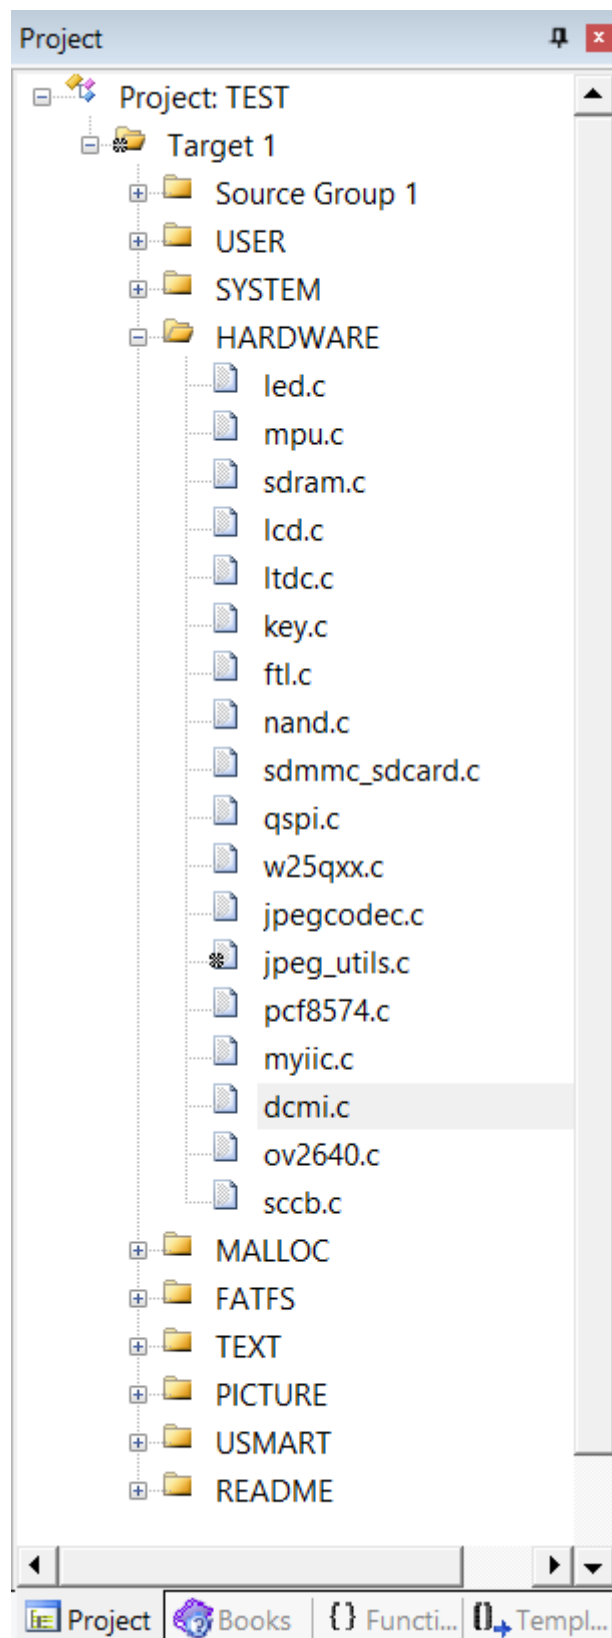 Project
Project: TEST
Target 1
Source Group 1
USER
SYSTEM
HARDWARE
led.c
mpu.c
sdram.c
lcd.c
ltdc.c
key.c
ftl.c
nand.c
sdmmc_sdcard.c
qspi.c
w25qxx.c
jpegcodec.c
jpeg_utils.c
pcf8574.c
myiic.c
dcmi.c
ov2640.c
sccb.c
MALLOC
FATFS
TEXT
PICTURE
USMART
README
Project Books {} Functi... Templ...